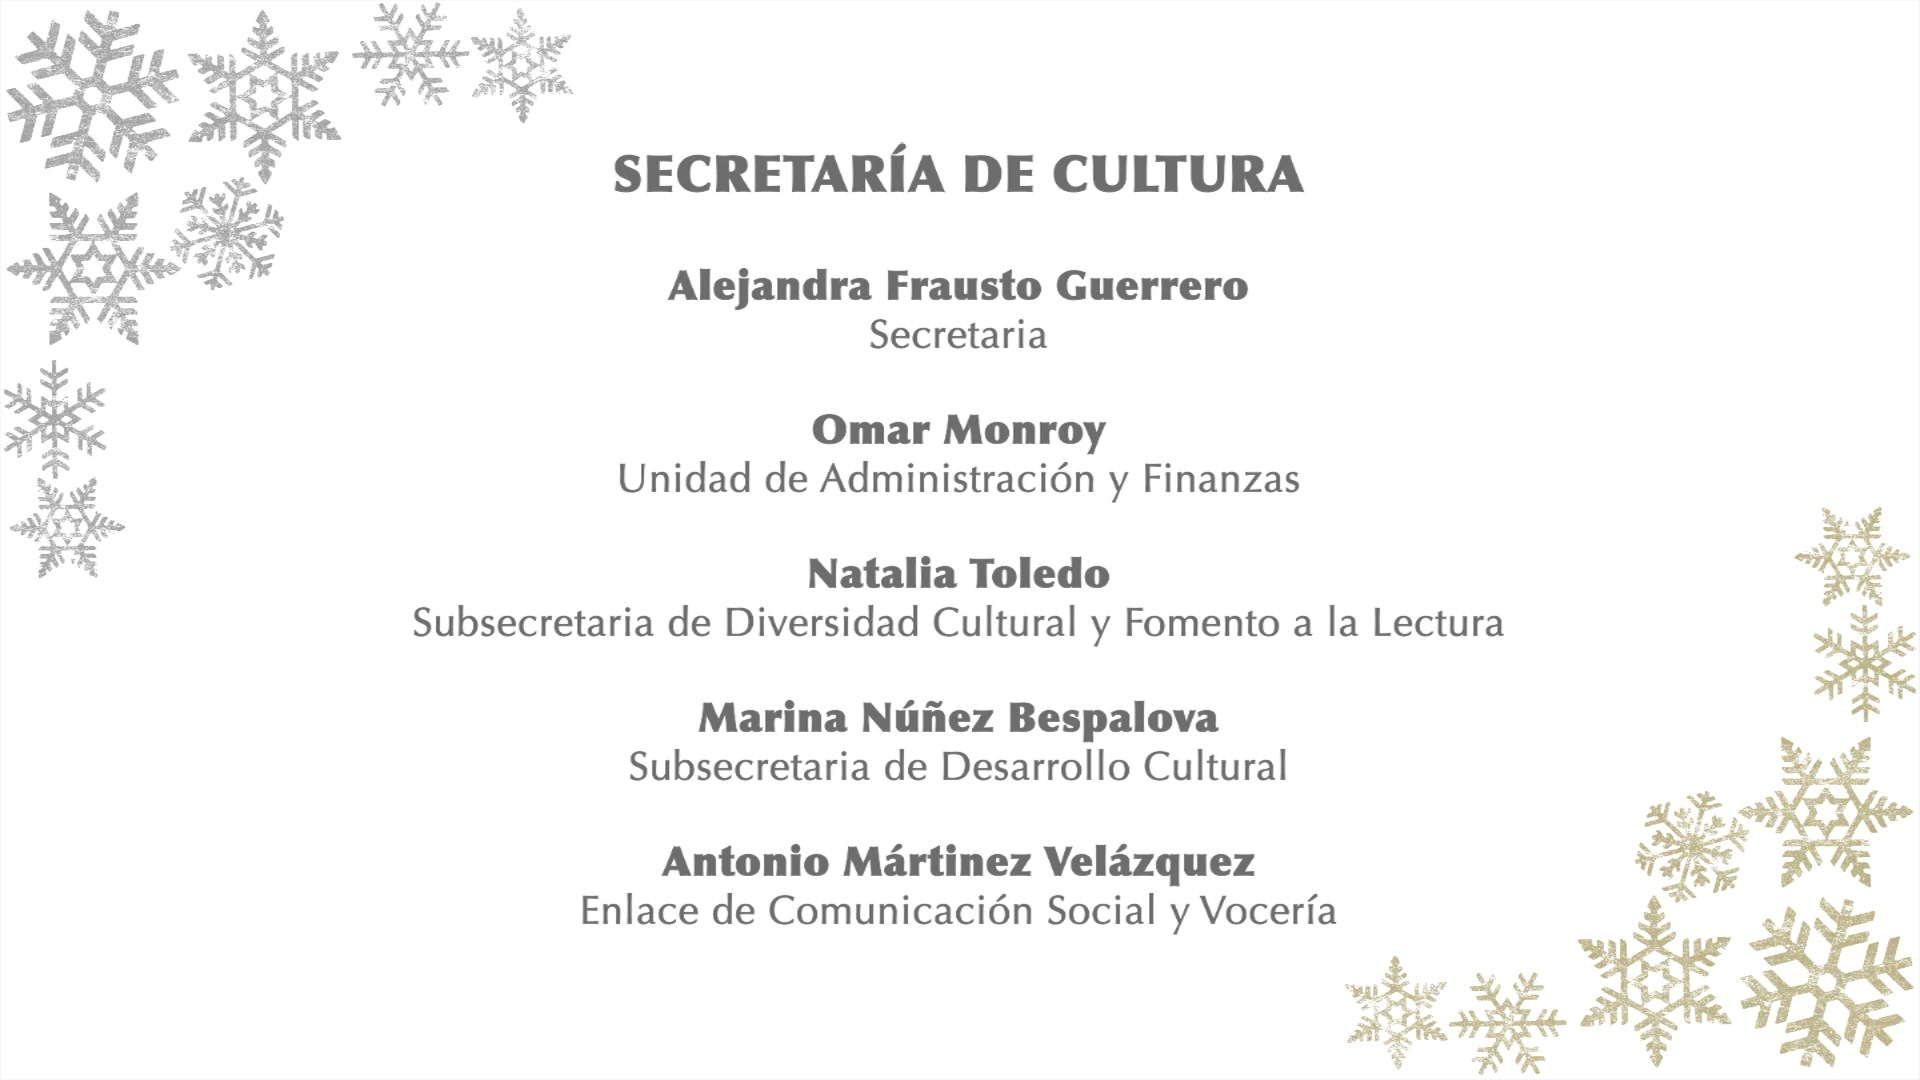 SECRETARÍA DE CULTURA
Alejandra Frausto Guerrero
Secretaria
Omar Monroy
Unidad de Administración y Finanzas
Natalia Toledo
Subsecretaria de Diversidad Cultural y Fomento a la Lectura
Marina Núñez Bespalova
Subsecretaria de Desarrollo Cultural
Antonio Mártinez Velázquez
Enlace de Comunicación Social y Vocería